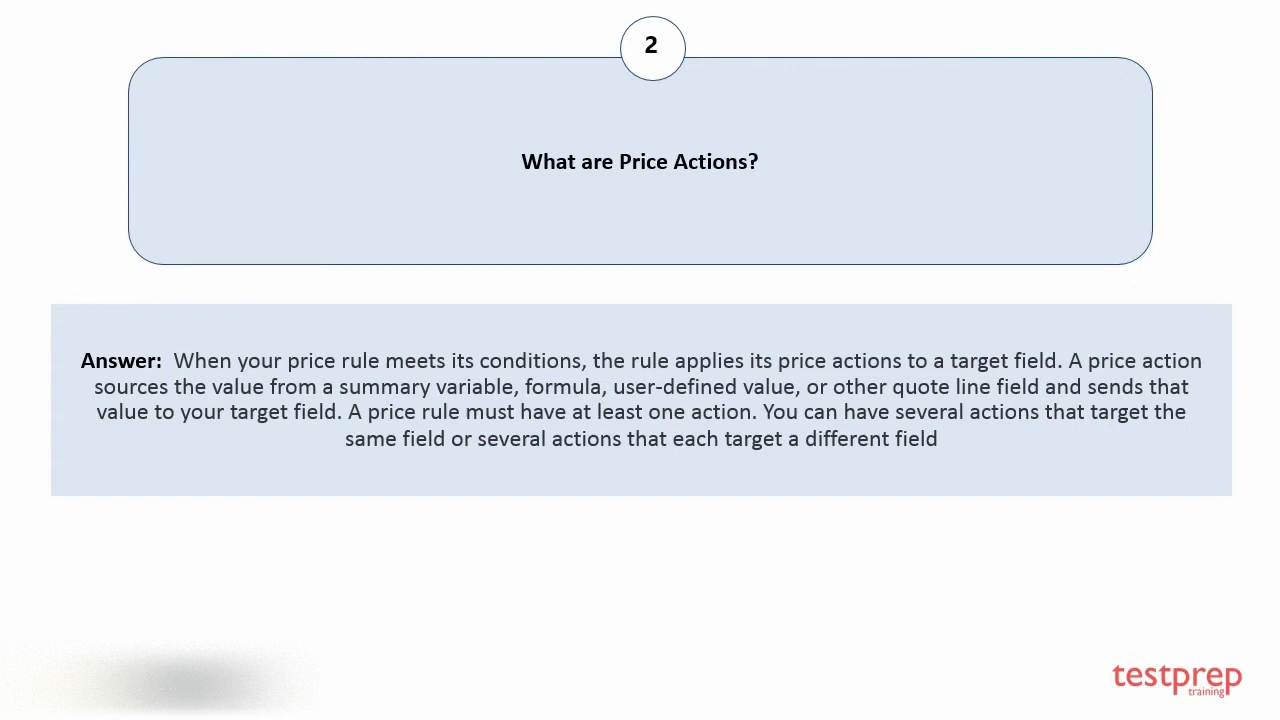 2
What are Price Actions?
Answer: When your price rule meets its conditions, the rule applies its price actions to a target field. A price action
sources the value from a summary variable, formula, user-defined value, or other quote line field and sends that
value to your target field. A price rule must have at least one action. You can have several actions that target the
same field or several actions that each target a different field
testprep
training